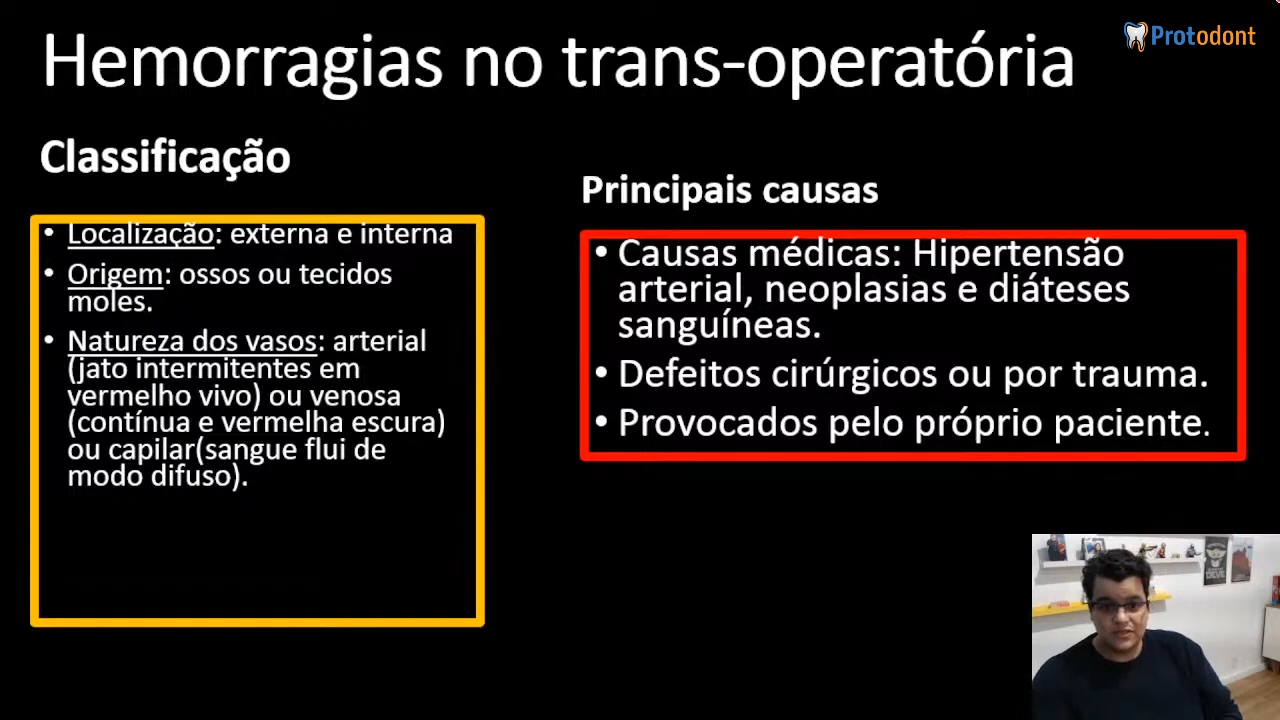 Hemorragias no trans-operatória
Protodont
Classificação
• Localização: externa e interna
• Origem: ossos ou tecidos
moles.
• Natureza dos vasos: arterial
(jato intermitentes em
vermelho vivo) ou venosa
(contínua e vermelha escura)
ou capilar(sangue flui de
modo difuso).
Principais causas
• Causas médicas: Hipertensão
arterial, neoplasias e diáteses
sanguíneas.
• Defeitos cirúrgicos ou por trauma.
• Provocados pelo próprio paciente.